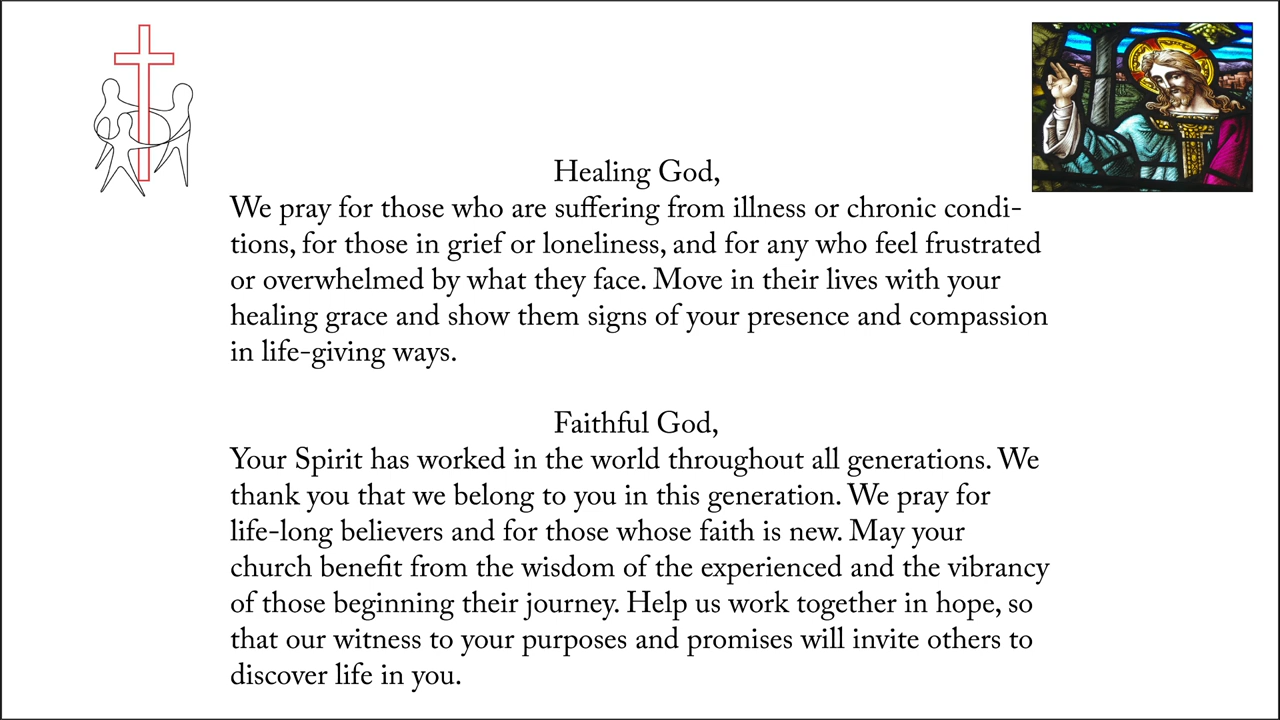 Healing God,
We pray for those who are suffering from illness or chronic condi-
tions, for those in grief or loneliness, and for any who feel frustrated
or overwhelmed by what they face. Move in their lives with your
healing grace and show them signs of your presence and compassion
in life-giving ways.
Faithful God,
Your Spirit has worked in the world throughout all generations. We
thank you that we belong to you in this generation. We pray for
life-long believers and for those whose faith is new. May your
church benefit from the wisdom of the experienced and the vibrancy
of those beginning their journey. Help us work together in hope, so
that our witness to your purposes and promises will invite others to
discover life in you.